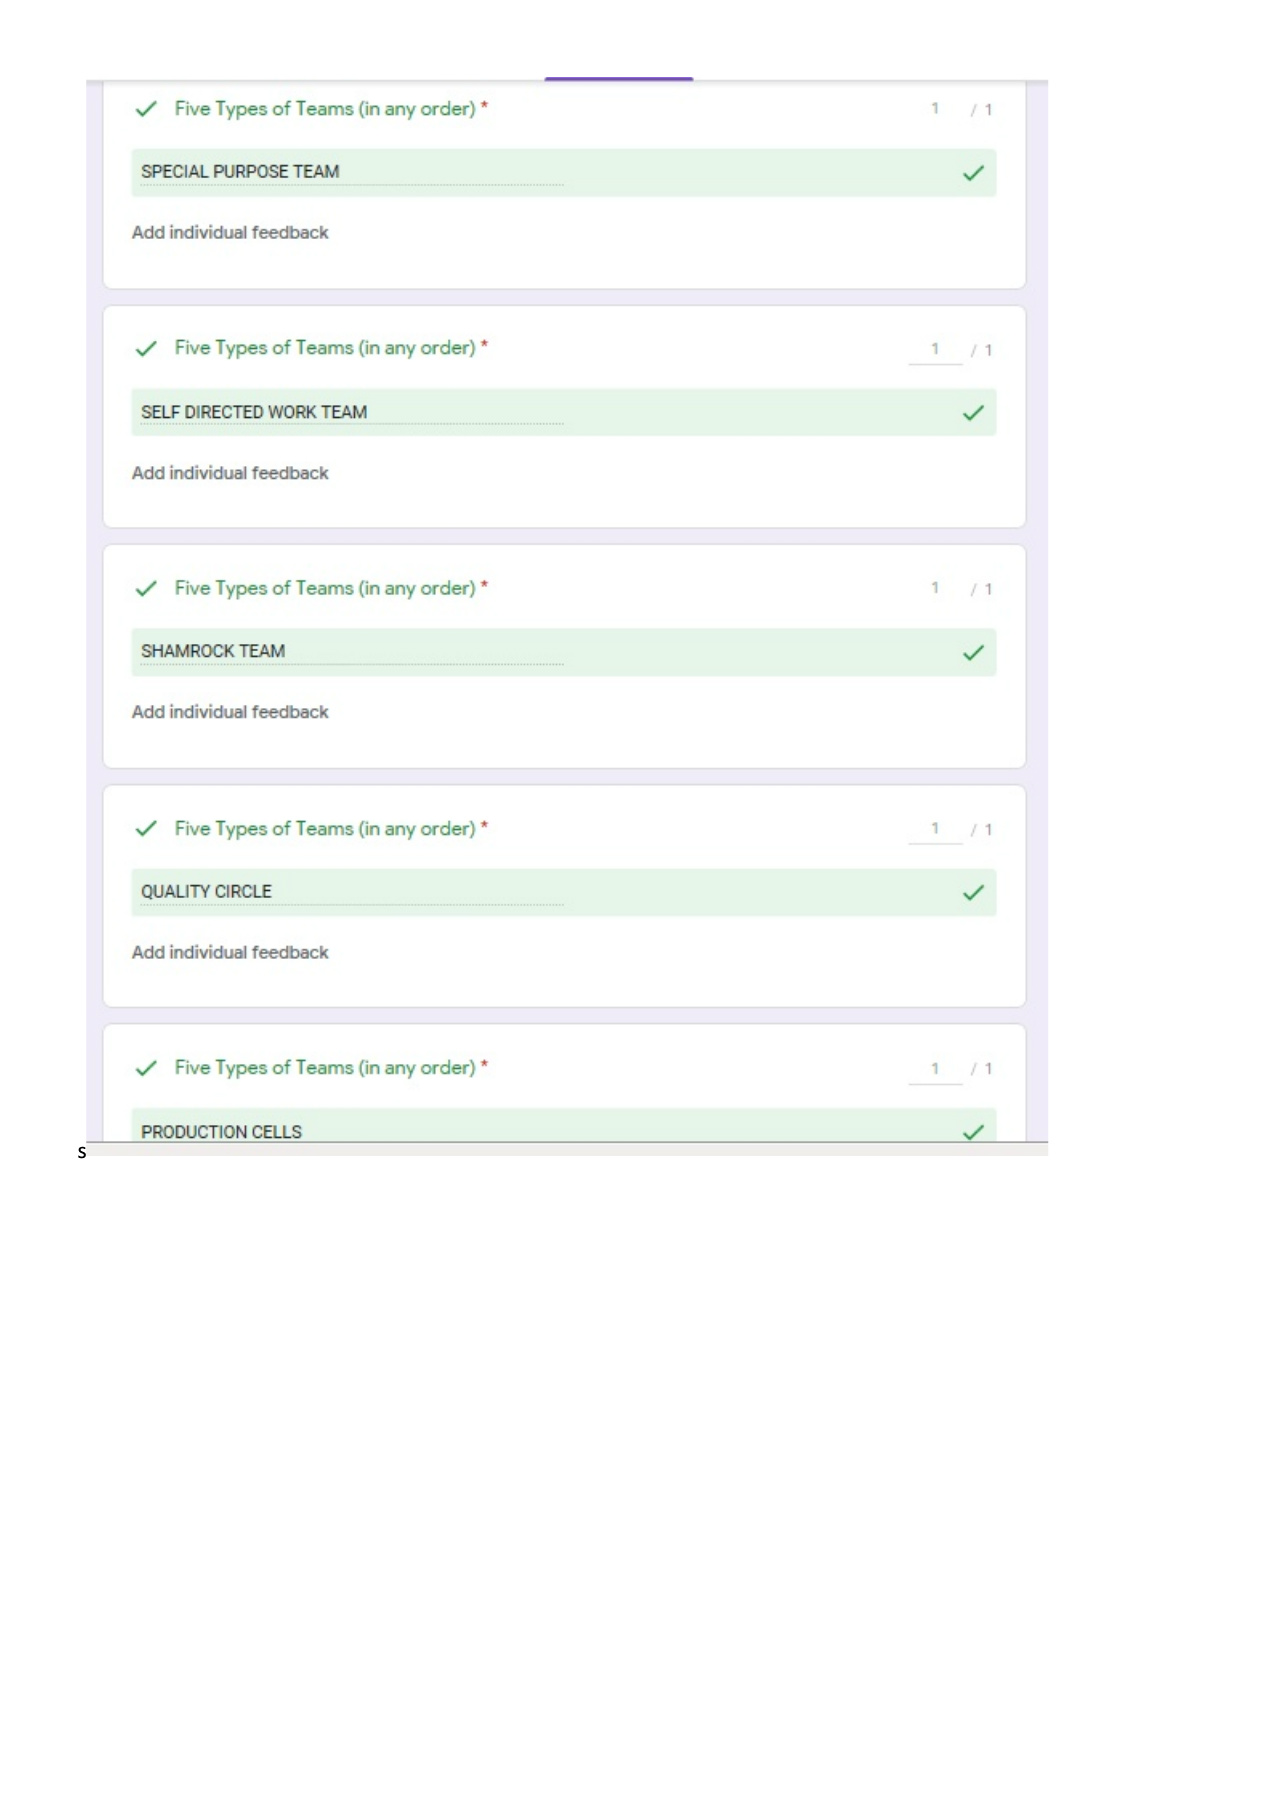 Five Types of Teams (in any order) * 1 / 1
SPECIAL PURPOSE TEAM
Add individual feedback
Five Types of Teams (in any order) * 1 / 1
SELF DIRECTED WORK TEAM
Add individual feedback
Five Types of Teams (in any order) * 1 / 1
SHAMROCK TEAM
Add individual feedback
Five Types of Teams (in any order) * 1 / 1
QUALITY CIRCLE
Add individual feedback
Five Types of Teams (in any order) * 1 / 1
PRODUCTION CELLS
s